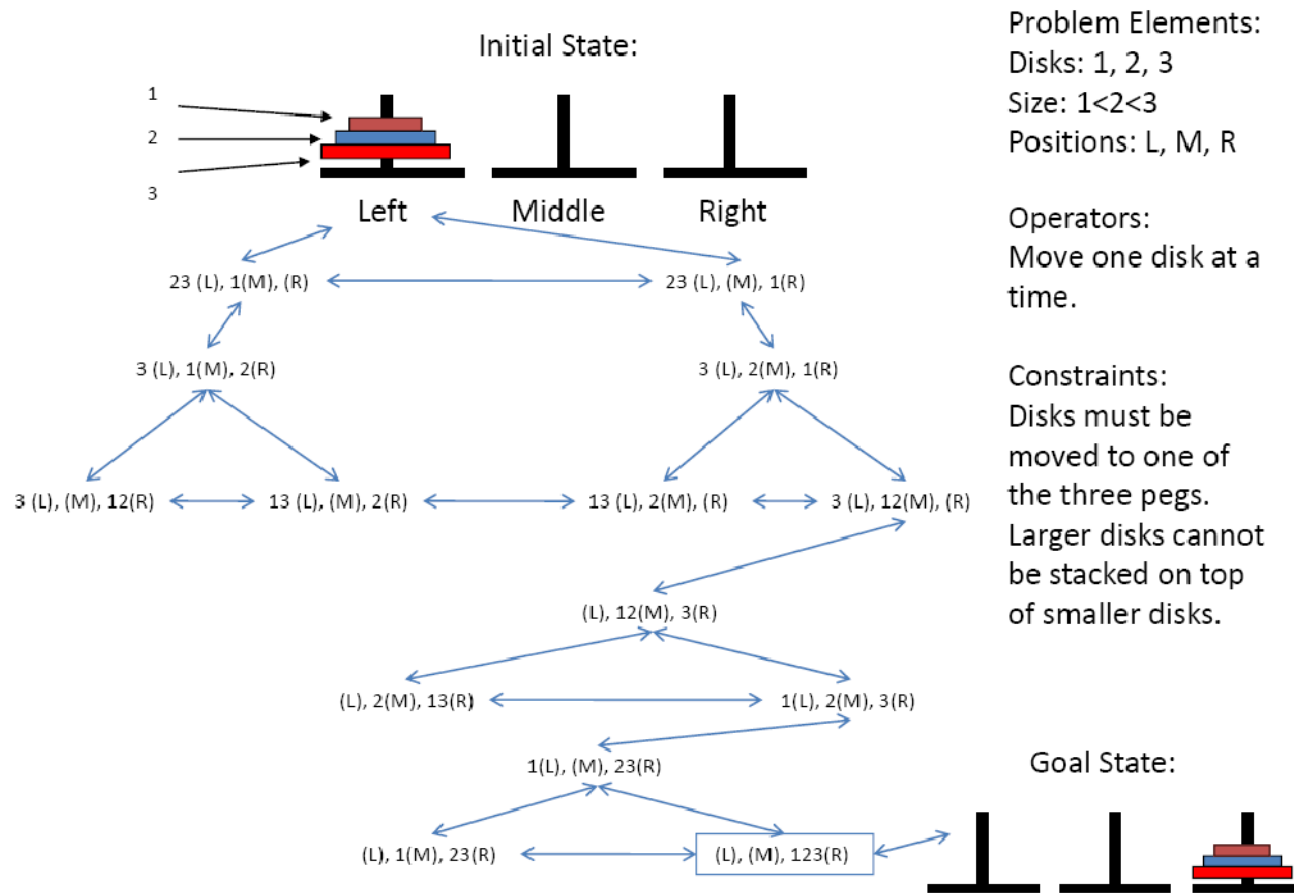 Initial State:
1
2
3
Left Middle Right
23 (L), 1(M), (R)
23 (L), (M), 1(R)
3 (L), 1(M), 2(R)
3 (L), 2(M), 1(R)
3 (L), (M), 12(R)
13 (L), (M), 2(R)
13 (L), 2(M), (R)
3 (L), 12(M), (R)
(L), 12(M), 3(R)
(L), 2(M), 13(R)
1(L), 2(M), 3(R)
1(L), (M), 23(R)
(L), 1(M), 23(R)
(L), (M), 123(R)
Problem Elements:
Disks: 1, 2, 3
Size: 1<2<3
Positions: L, M, R
Operators:
Move one disk at a
time.
Constraints:
Disks must be
moved to one of
the three pegs.
Larger disks cannot
be stacked on top
of smaller disks.
Goal State: